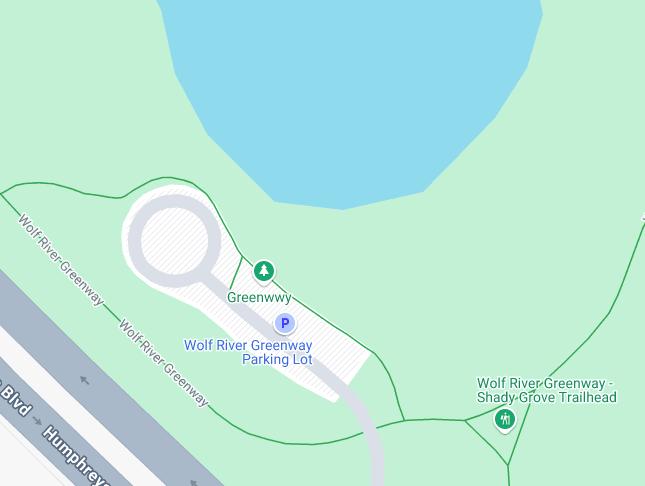 Wolf-River-Greenway
Wolf-River-Greenway
Greenwwy
P
Wolf River Greenway
Parking Lot
Wolf River Greenway -
Shady Grove Trailhead
Blvd
Humphreys